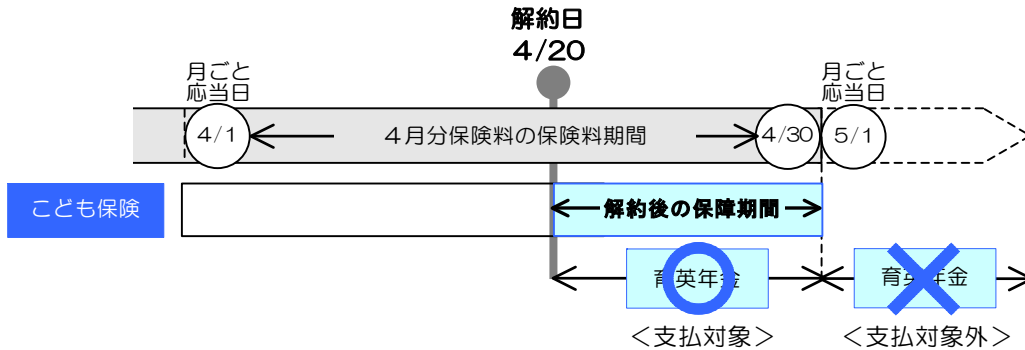 解約日
4/20
月ごと
応当日
月ごと
応当日
4/1
4月分保険料の保険料期間
4/30
5/1
こども保険
解約後の保障期間
育英年金
育英年金
＜支払対象＞
＜支払対象外＞